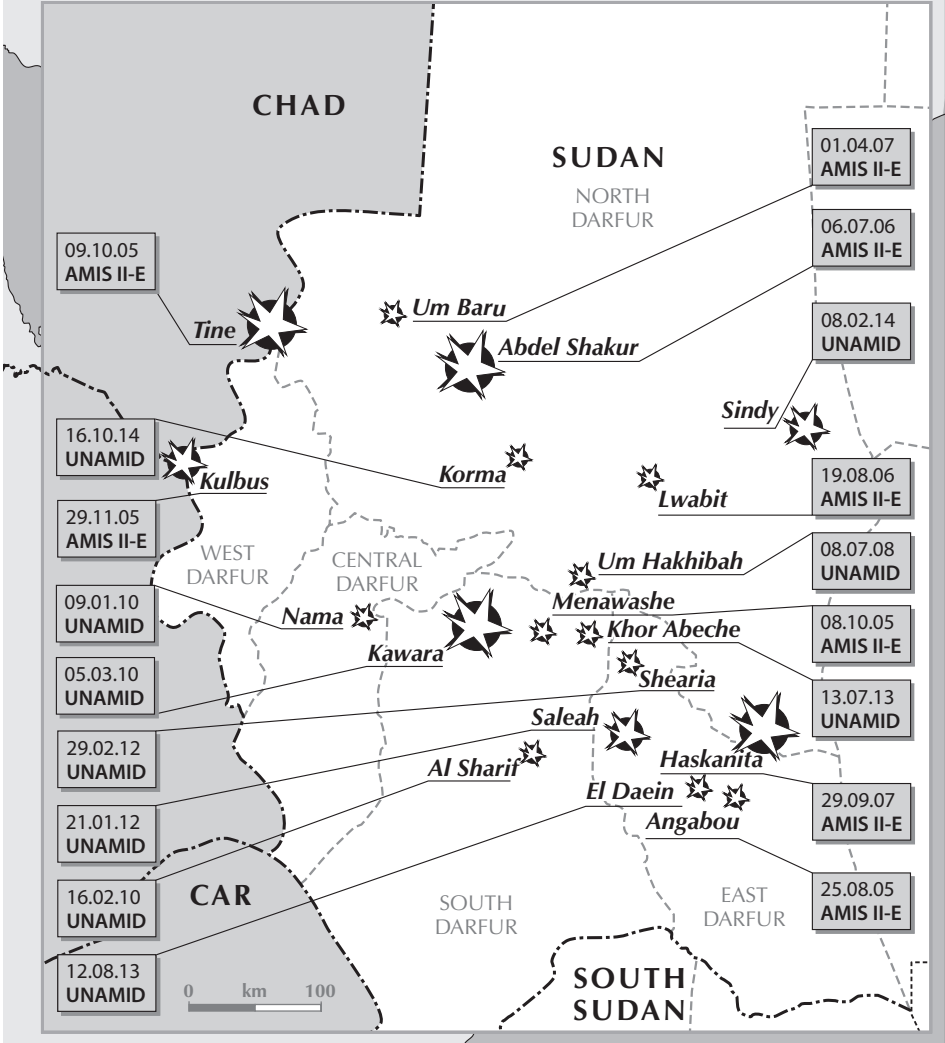 CHAD
SUDAN
NORTH
DARFUR
01.04.07
AMIS II-E
06.07.06
AMIS II-E
09.10.05
AMIS II-E
Tine
Um Baru
Abdel Shakur
08.02.14
UNAMID
Sindy
16.10.14
UNAMID
Kulbus
Korma
Lwabit
19.08.06
AMIS II-E
29.11.05
AMIS II-E
WEST
DARFUR
CENTRAL
DARFUR
Um Hakhibah
08.07.08
UNAMID
09.01.10
UNAMID
Nama
Menawashe
Khor Abeche
08.10.05
AMIS II-E
Kawara
05.03.10
UNAMID
Shearia
13.07.13
UNAMID
29.02.12
UNAMID
Saleah
Al Sharif
Haskanita
El Daein
Angabou
29.09.07
AMIS II-E
21.01.12
UNAMID
CAR
16.02.10
UNAMID
SOUTH
DARFUR
EAST
DARFUR
25.08.05
AMIS II-E
12.08.13
UNAMID
0 km 100
SOUTH
SUDAN